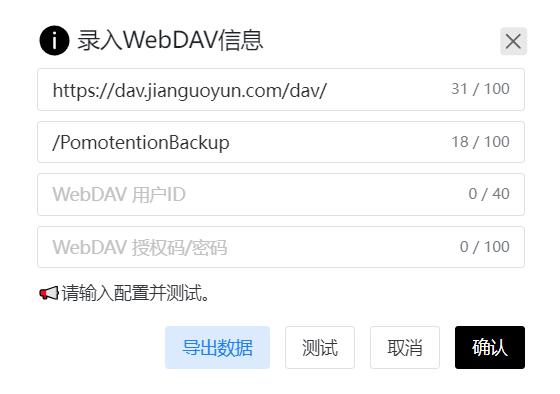 录入WebDAV信息
https://dav.jianguoyun.com/dav/ 31 / 100
/PomotentionBackup 18 / 100
WebDAV 用户ID 0 / 40
WebDAV 授权码/密码 0 / 100
请输入配置并测试。
导出数据 测试 取消 确认